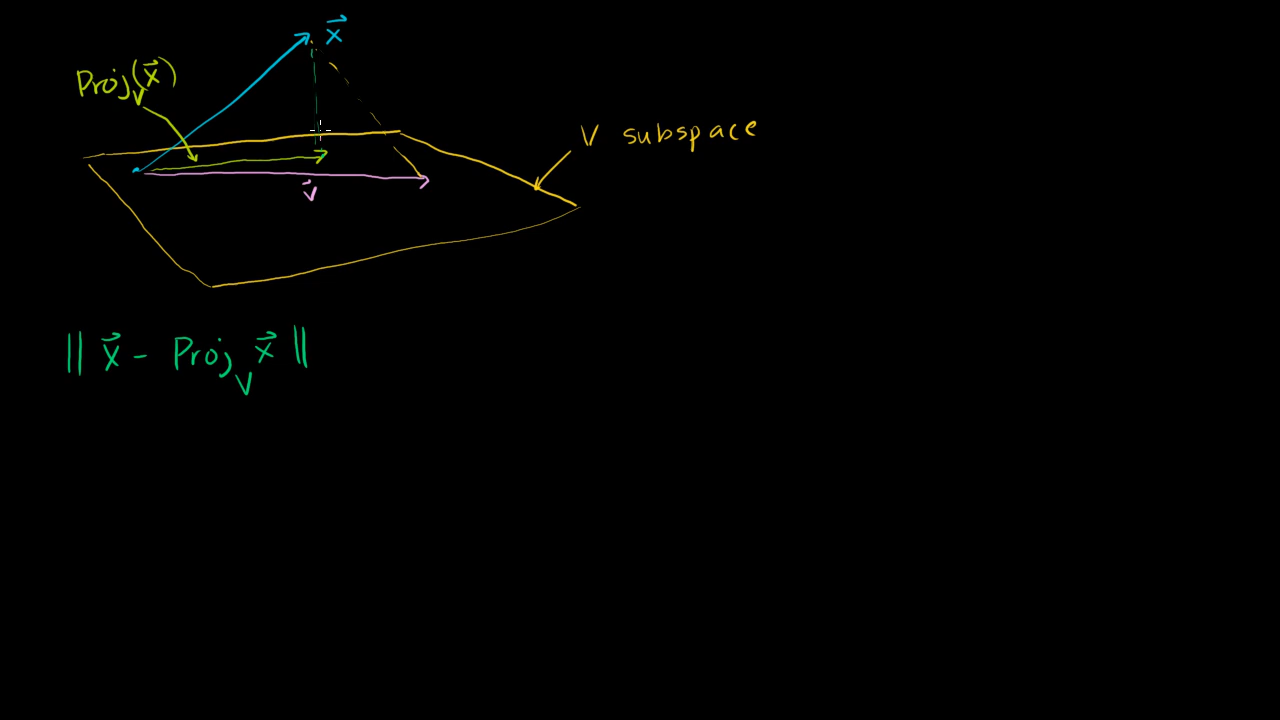 x⃗
Proj_V(x⃗)
V subspace
v⃗
‖ x⃗ - Proj_V x⃗ ‖